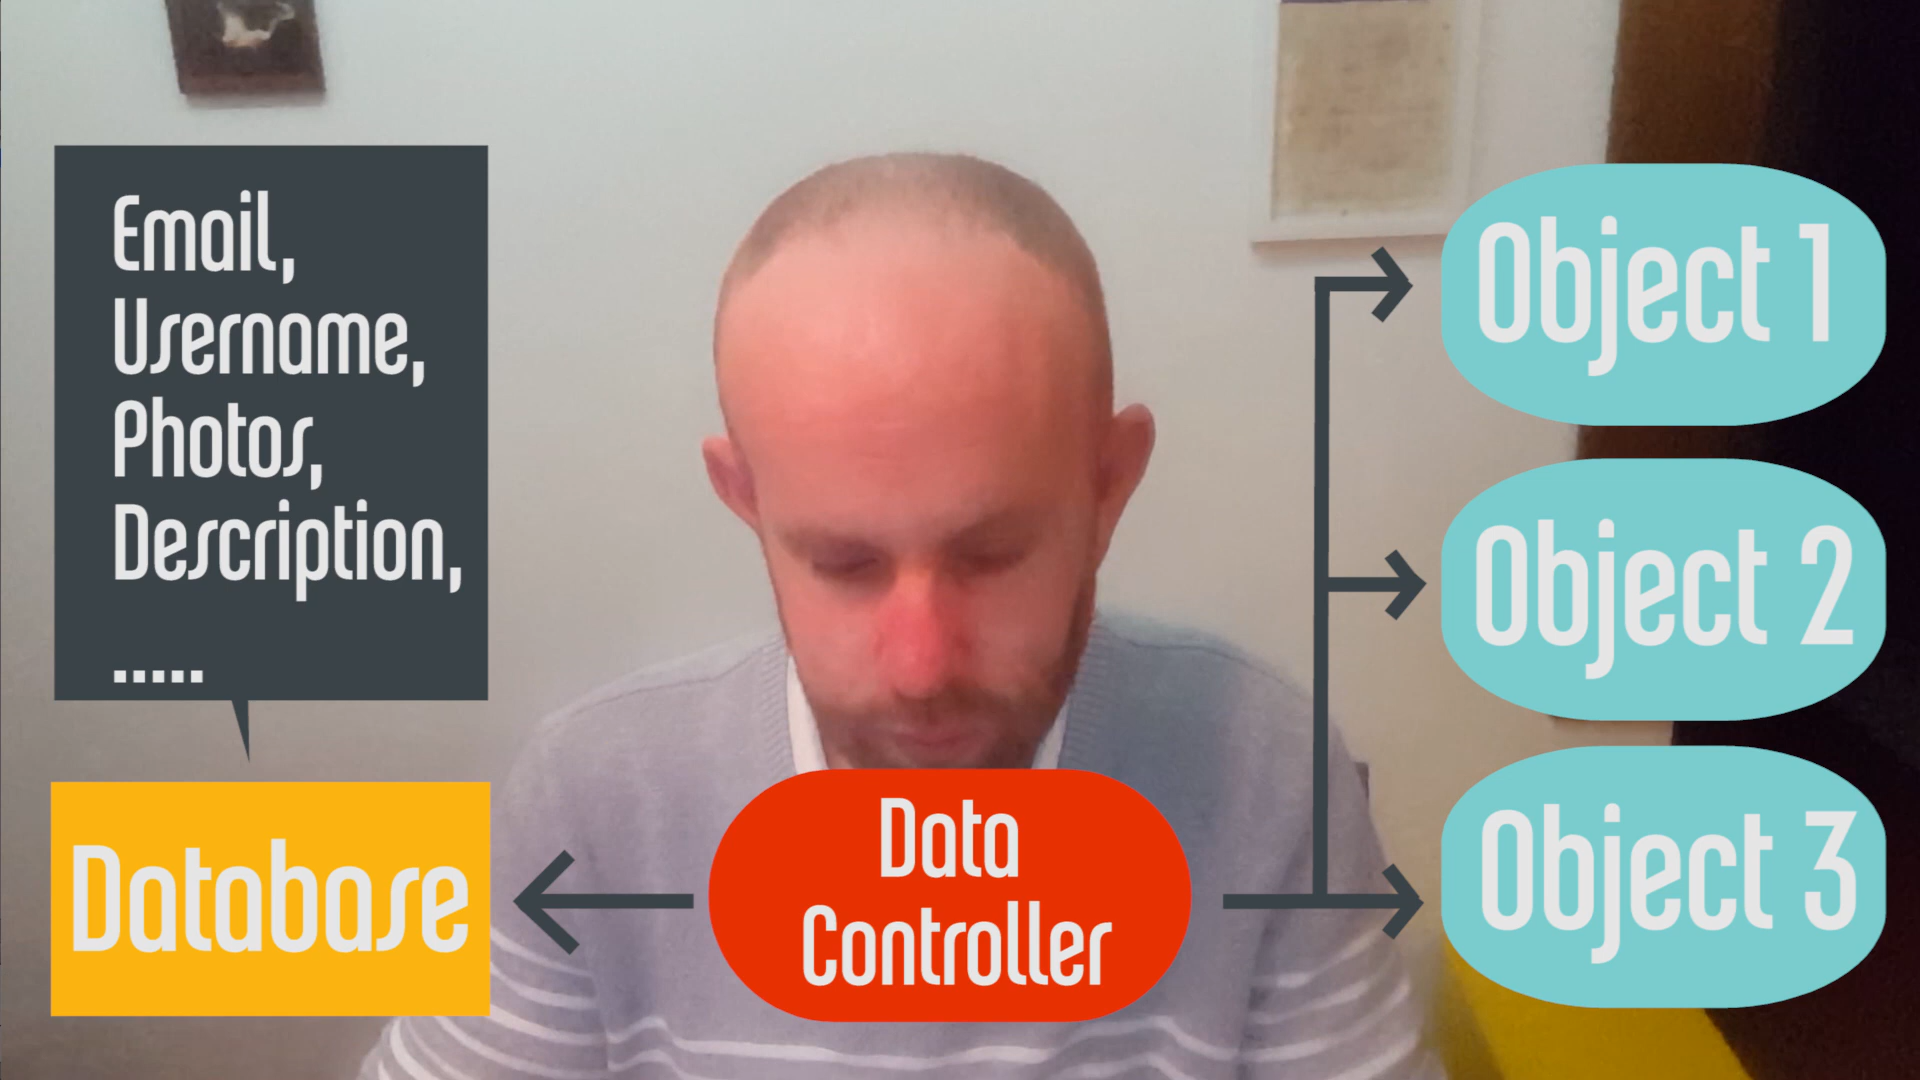 Email,
Username,
Photos,
Description,
.....
Database
Data
Controller
Object 1
Object 2
Object 3